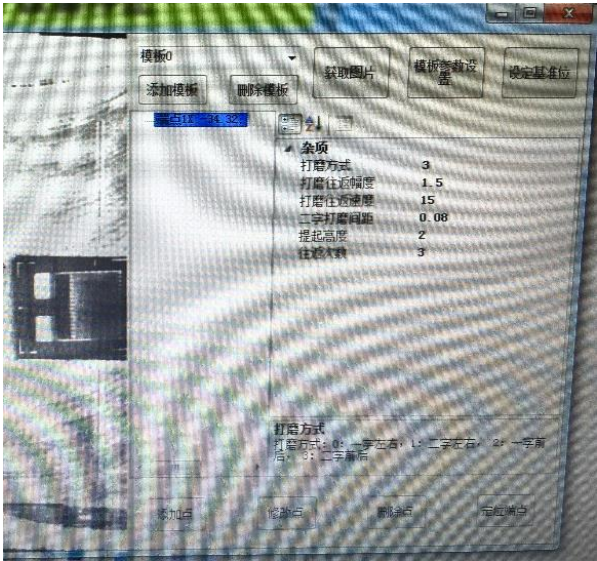 模板0
获取图片
模板参数设置
设定基准位
添加模板
删除模板
杂项
打磨方式 3
打磨往返幅度 1.5
打磨往返速度 15
二字打磨间距 0.08
提起高度 2
往返次数 3
打磨方式
打磨方式: 0: 一字左右, 1: 二字左右, 2: 一字前
后, 3: 二字前后
添加点
修改点
删除点
定位端点